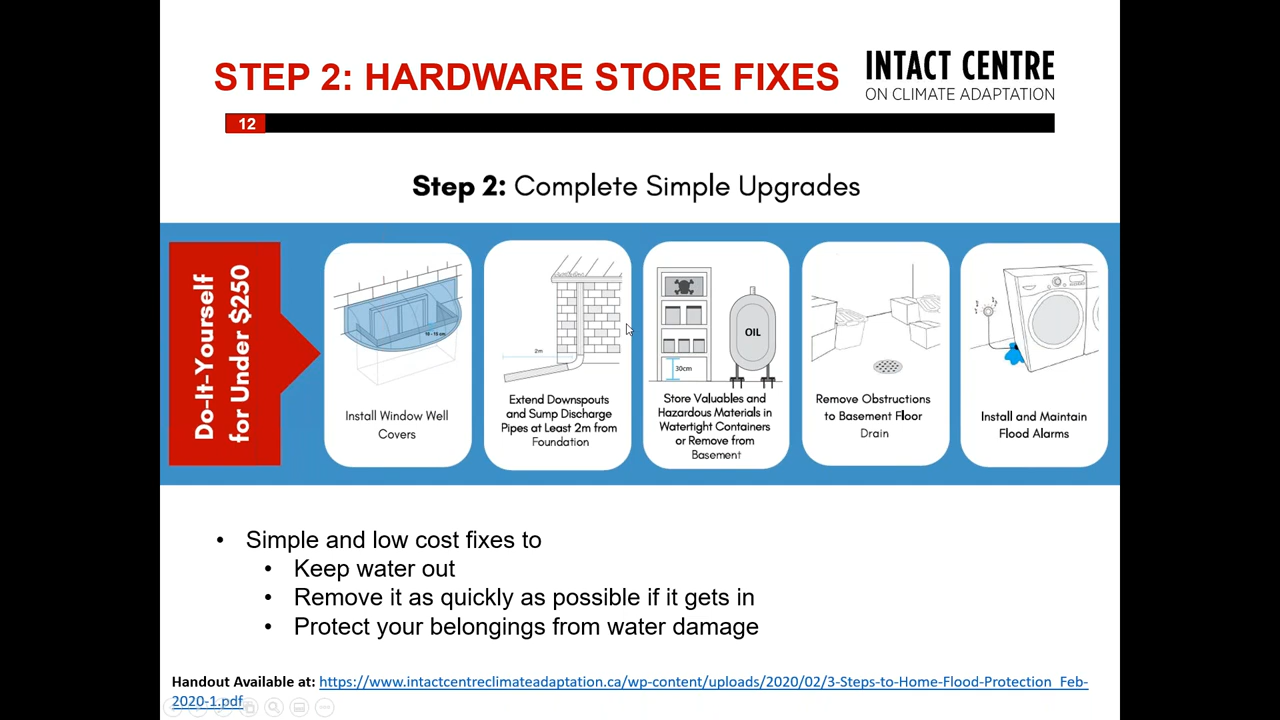 STEP 2: HARDWARE STORE FIXES
INTACT CENTRE
ON CLIMATE ADAPTATION
12
Step 2: Complete Simple Upgrades
Do-It-Yourself
for Under $250
10 - 15 cm
Install Window Well
Covers
2m
Extend Downspouts
and Sump Discharge
Pipes at Least 2m from
Foundation
OIL
30cm
Store Valuables and
Hazardous Materials in
Watertight Containers
or Remove from
Basement
Remove Obstructions
to Basement Floor
Drain
Install and Maintain
Flood Alarms
• Simple and low cost fixes to
• Keep water out
• Remove it as quickly as possible if it gets in
• Protect your belongings from water damage
Handout Available at: https://www.intactcentreclimateadaptation.ca/wp-content/uploads/2020/02/3-Steps-to-Home-Flood-Protection_Feb-
2020-1.pdf